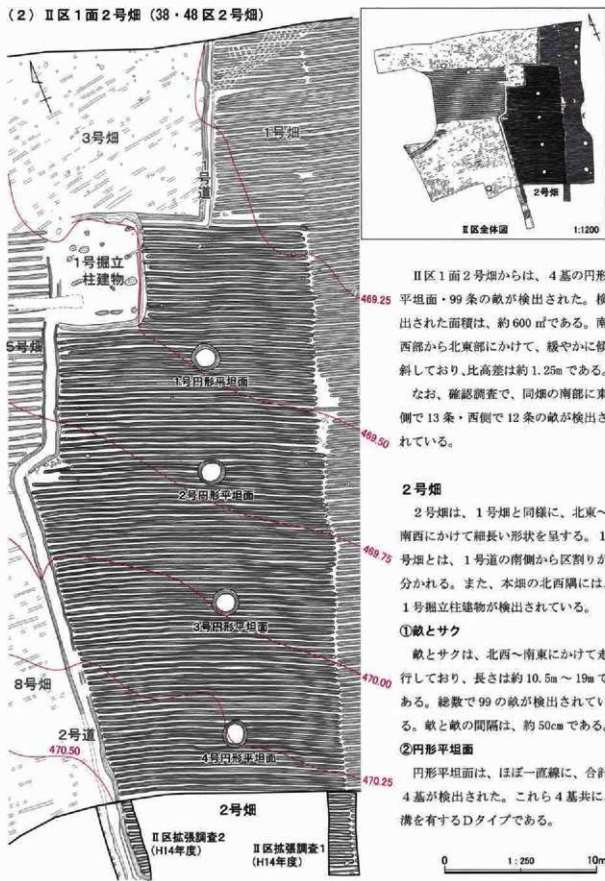 (2) Ⅱ区1面2号畑 (38・48区2号畑)
3号畑
1号畑
1号道
1号掘立
柱建物
5号畑
1号円形平坦面
2号円形平坦面
3号円形平坦面
4号円形平坦面
8号畑
2号道
2号畑
470.50
469.25
469.50
469.75
470.00
470.25
Ⅱ区拡張調査2
(H14年度)
Ⅱ区拡張調査1
(H14年度)
2号畑
Ⅱ区全体図
1:1200
Ⅱ区1面2号畑からは、4基の円形
平坦面・99条の畝が検出された。検
出された面積は、約600㎡である。南
西部から北東部にかけて、緩やかに傾
斜しており、比高差は約1.25mである。
なお、確認調査で、同畑の南部に東
側で13条・西側で12条の畝が検出さ
れている。
2号畑
2号畑は、1号畑と同様に、北東～
南西にかけて細長い形状を呈する。1
号畑とは、1号道の南側から区割りが
分かれる。また、本畑の北西隅には、
1号掘立柱建物が検出されている。
①畝とサク
畝とサクは、北西～南東にかけて走
行しており、長さは約10.5m～19mで
ある。総数で99の畝が検出されてい
る。畝と畝の間隔は、約50cmである。
②円形平坦面
円形平坦面は、ほぼ一直線に、合計
4基が検出された。これら4基共に、
溝を有するDタイプである。
0 1:250 10m